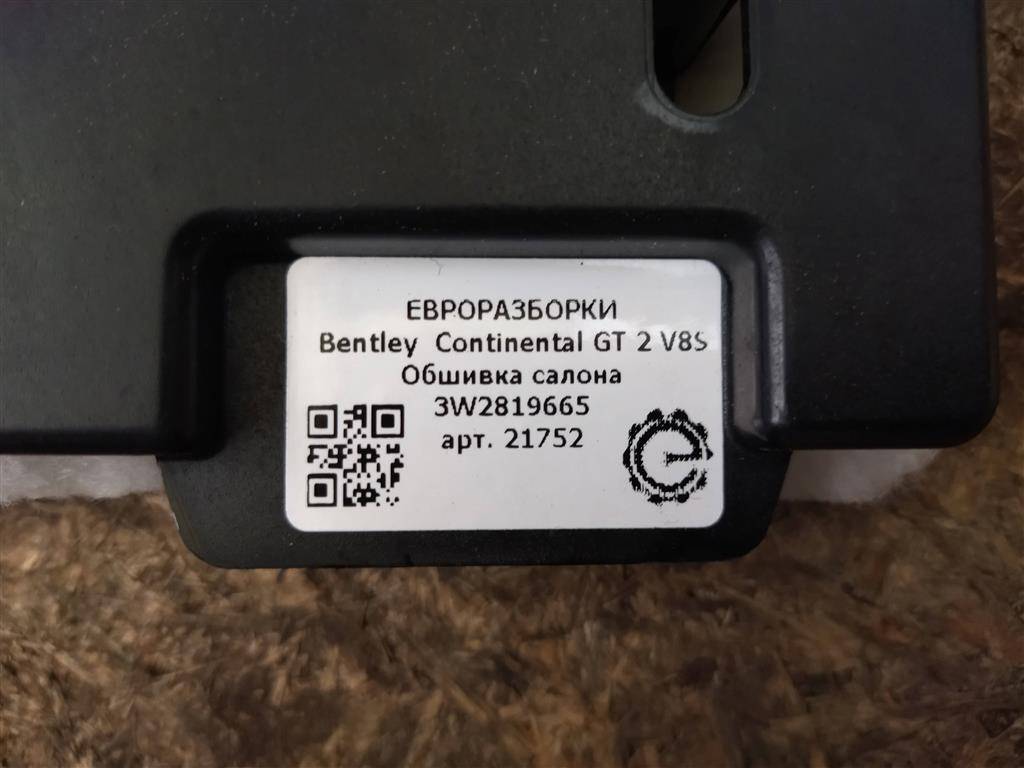 ЕВРОРАЗБОРКИ
Bentley Continental GT 2 V8S
Обшивка салона
3W2819665
арт. 21752